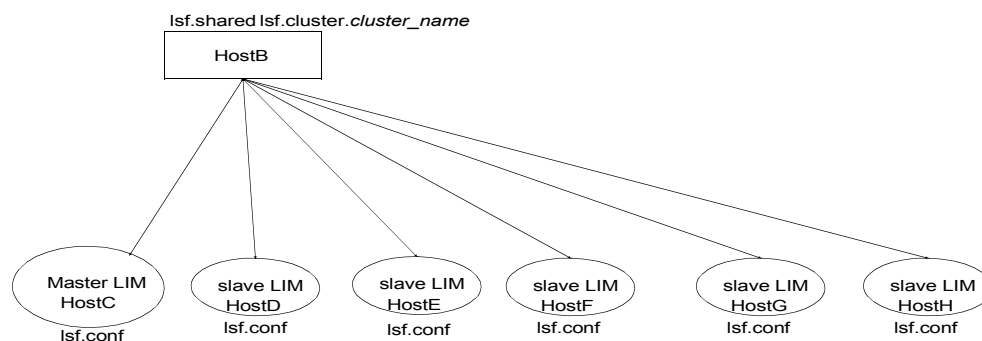 lsf.shared lsf.cluster.cluster_name
HostB
Master LIM
HostC
lsf.conf
slave LIM
HostD
lsf.conf
slave LIM
HostE
lsf.conf
slave LIM
HostF
lsf.conf
slave LIM
HostG
lsf.conf
slave LIM
HostH
lsf.conf